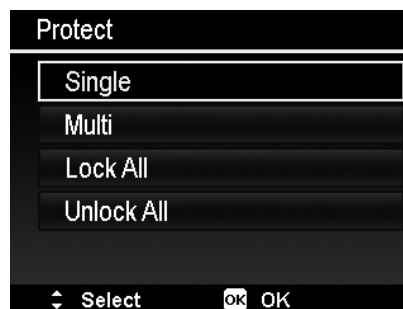 Protect
Single
Multi
Lock All
Unlock All
Select OK OK